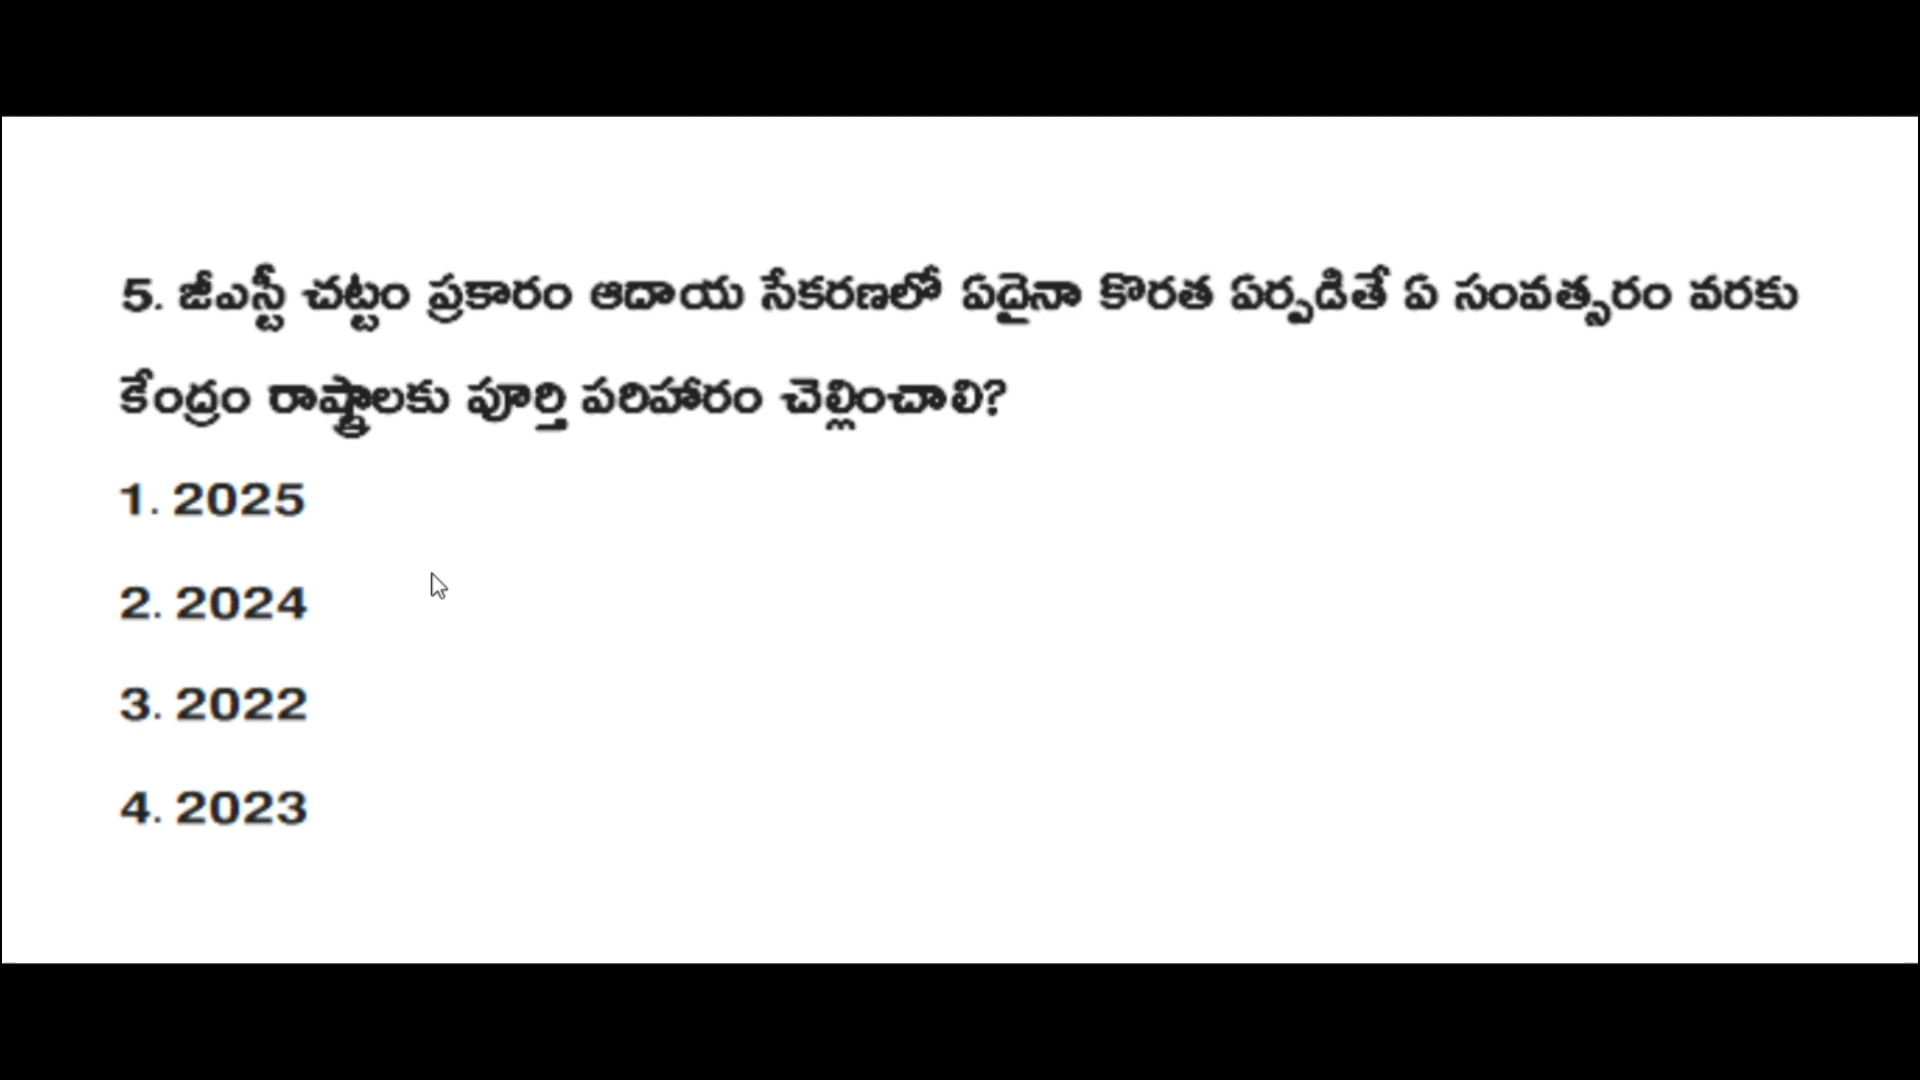 5. జీఎస్టీ చట్టం ప్రకారం ఆదాయ సేకరణలో ఏదైనా కొరత ఏర్పడితే ఏ సంవత్సరం వరకు
కేంద్రం రాష్ట్రాలకు పూర్తి పరిహారం చెల్లించాలి?
1. 2025
2. 2024
3. 2022
4. 2023